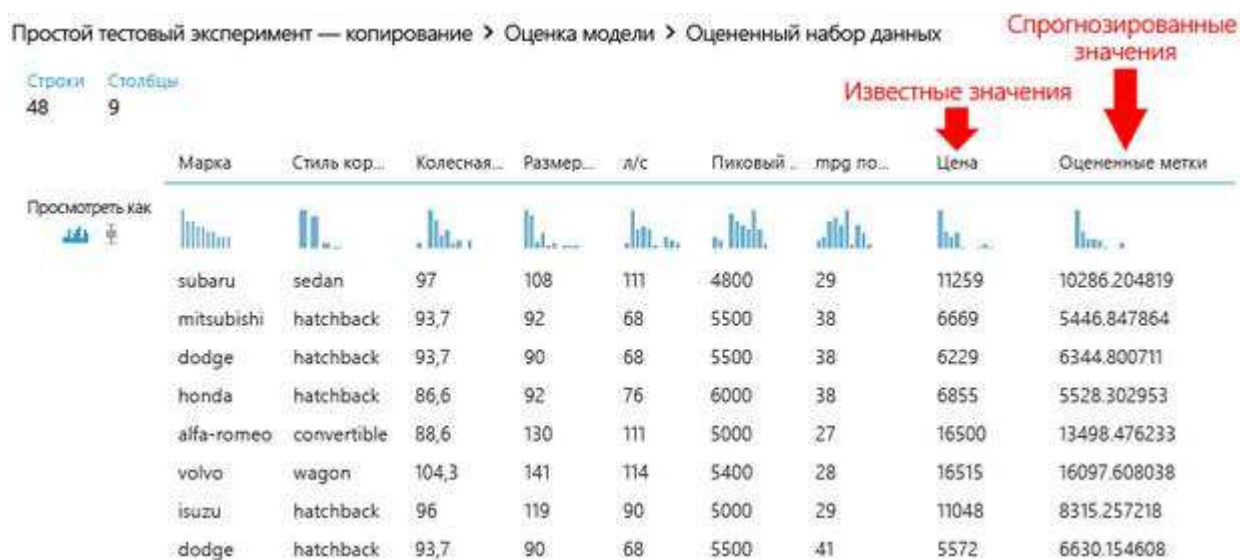 Простой тестовый эксперимент — копирование > Оценка модели > Оцененный набор данных
Спрогнозированные
значения
Строки Столбцы
48 9
Известные значения
Марка Стиль кор... Колесная... Размер... л/с Пиковый .. mpg по... Цена Оцененные метки
Просмотреть как
subaru sedan 97 108 111 4800 29 11259 10286.204819
mitsubishi hatchback 93,7 92 68 5500 38 6669 5446.847864
dodge hatchback 93,7 90 68 5500 38 6229 6344.800711
honda hatchback 86,6 92 76 6000 38 6855 5528.302953
alfa-romeo convertible 88,6 130 111 5000 27 16500 13498.476233
volvo wagon 104,3 141 114 5400 28 16515 16097.608038
isuzu hatchback 96 119 90 5000 29 11048 8315.257218
dodge hatchback 93,7 90 68 5500 41 5572 6630.154608